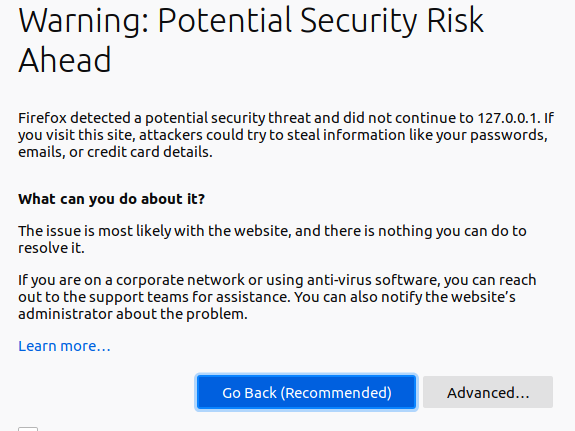 Warning: Potential Security Risk
Ahead
Firefox detected a potential security threat and did not continue to 127.0.0.1. If
you visit this site, attackers could try to steal information like your passwords,
emails, or credit card details.
What can you do about it?
The issue is most likely with the website, and there is nothing you can do to
resolve it.
If you are on a corporate network or using anti-virus software, you can reach
out to the support teams for assistance. You can also notify the website’s
administrator about the problem.
Learn more…
Go Back (Recommended)
Advanced…